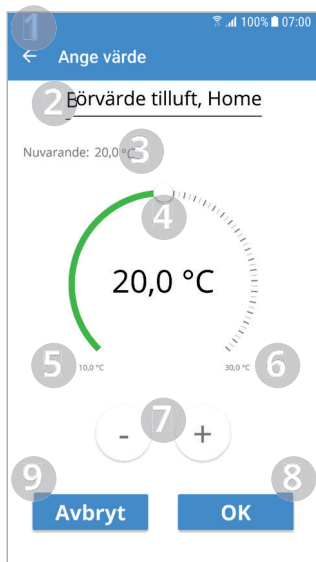 1
100% 07:00
← Ange värde
2 Börvärde tillluft, Home
Nuvarande: 20,0 °C 3
4
20,0 °C
5 10,0 °C 30,0 °C 6
- 7 +
9 8
Avbryt OK